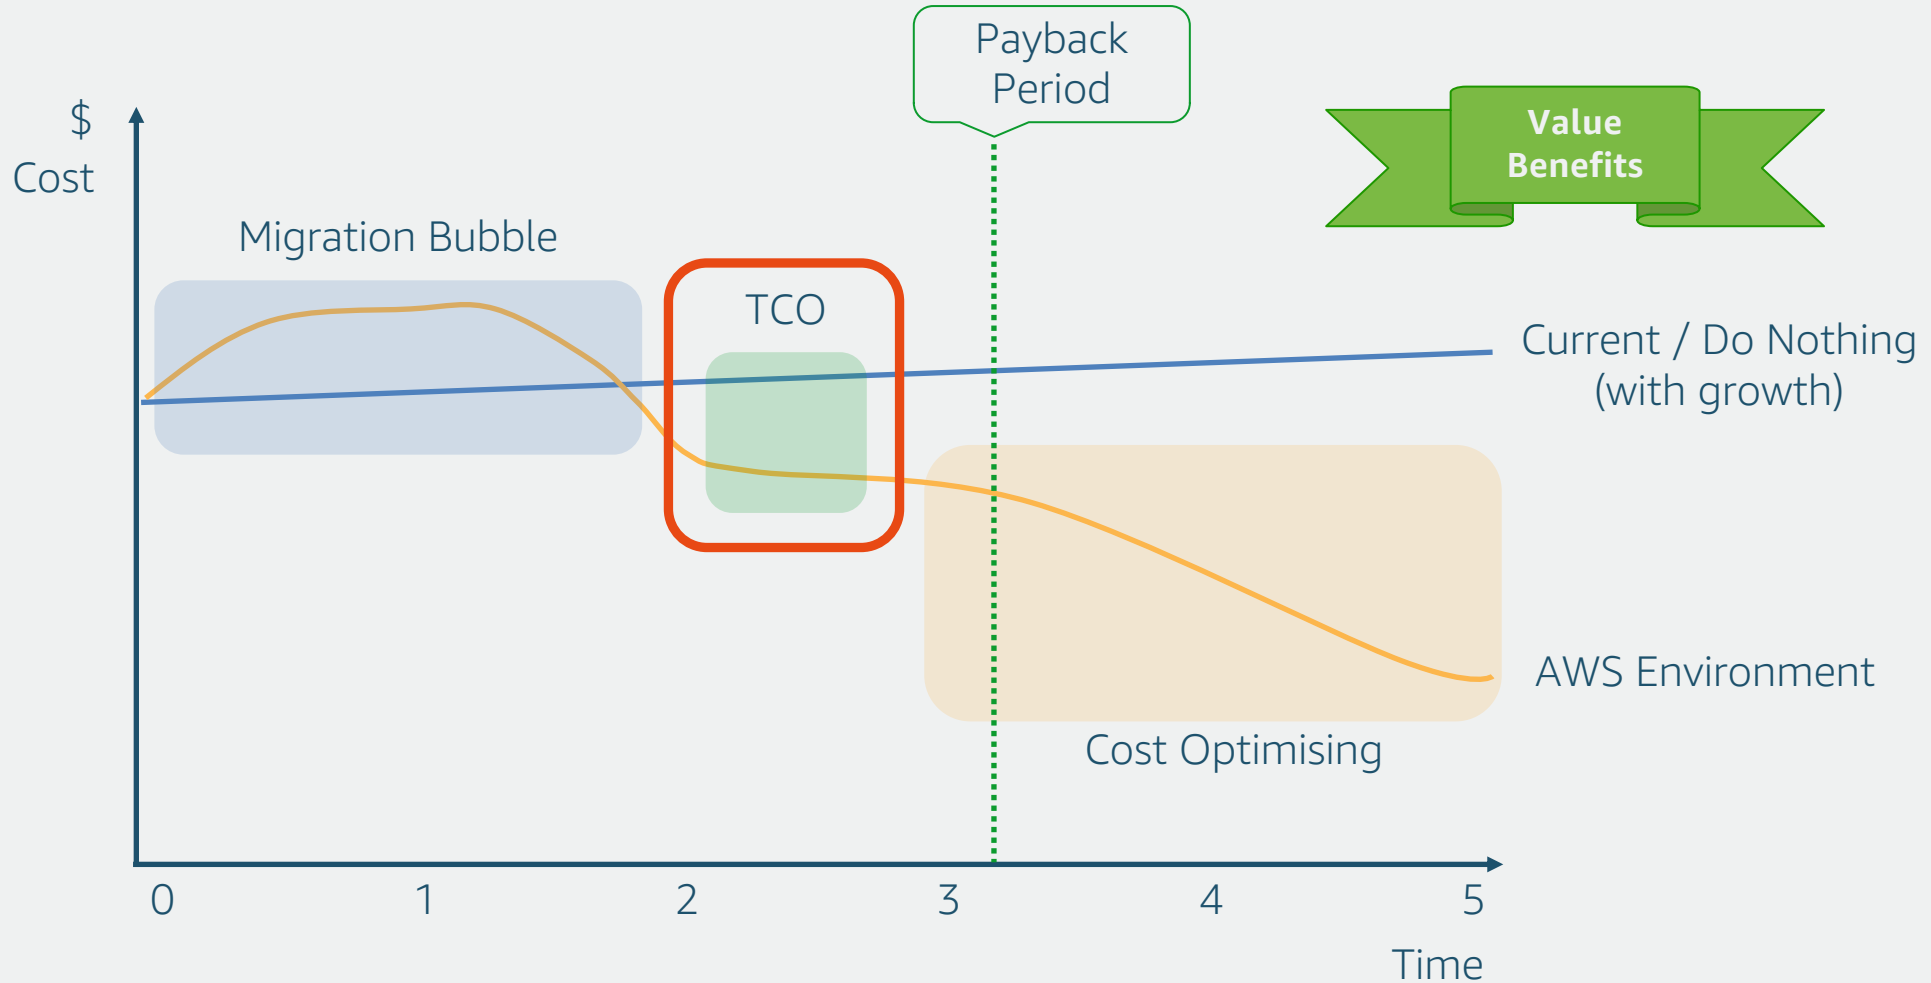 Payback
Period
$
Cost
Value
Benefits
Migration Bubble
TCO
Current / Do Nothing
(with growth)
AWS Environment
Cost Optimising
0 1 2 3 4 5
Time